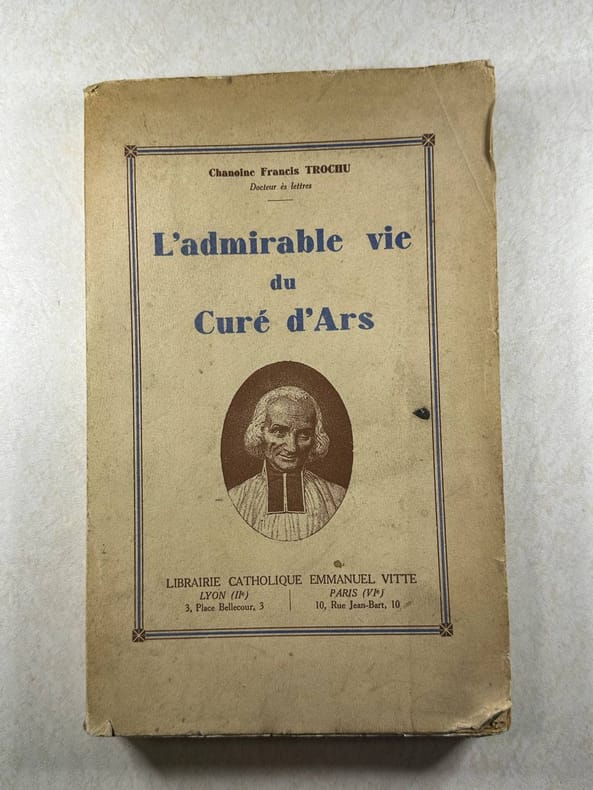 Chanoine Francis TROCHU
Docteur ès lettres
L'admirable vie
du
Curé d'Ars
LIBRAIRIE CATHOLIQUE EMMANUEL VITTE
LYON (IIᵉ) PARIS (VIᵉ)
3, Place Bellecour, 3 10, Rue Jean-Bart, 10